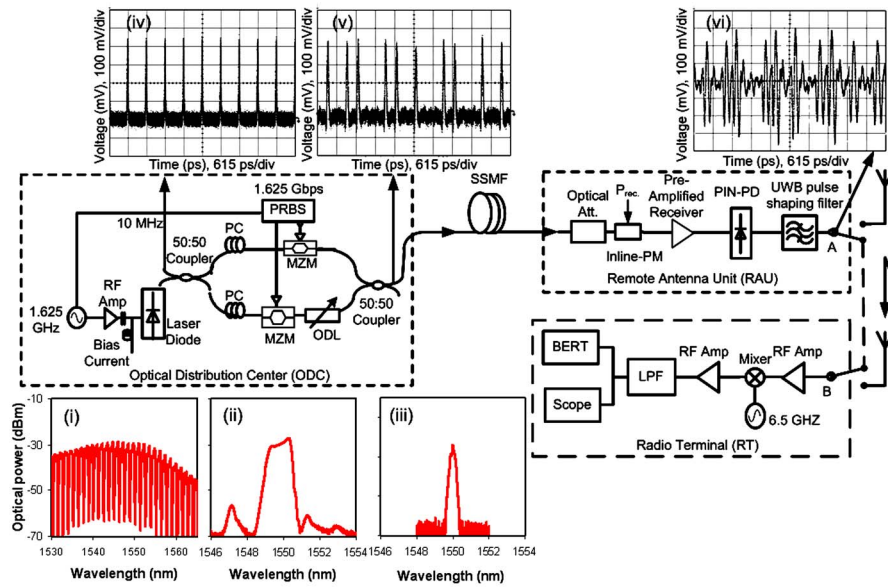 (iv)
Voltage (mV), 100 mV/div
Time (ps), 615 ps/div
(v)
Voltage (mV), 100 mV/div
Time (ps), 615 ps/div
(vi)
Voltage (mV), 100 mV/div
Time (ps), 615 ps/div
1.625 Gbps
PRBS
10 MHz
PC
50:50
Coupler
MZM
PC
1.625
GHz
RF
Amp
Bias
Current
Laser
Diode
MZM
ODL
50:50
Coupler
Optical Distribution Center (ODC)
SSMF
Optical
Att.
Prec.
Inline-PM
Pre-
Amplified
Receiver
PIN-PD
UWB pulse
shaping filter
A
Remote Antenna Unit (RAU)
BERT
Scope
LPF
RF Amp
Mixer
RF Amp
B
6.5 GHZ
Radio Terminal (RT)
Optical power (dBm)
-10
-30
-50
-70
(i)
1530 1540 1550 1560
Wavelength (nm)
(ii)
1546 1548 1550 1552 1554
Wavelength (nm)
(iii)
1546 1548 1550 1552 1554
Wavelength (nm)